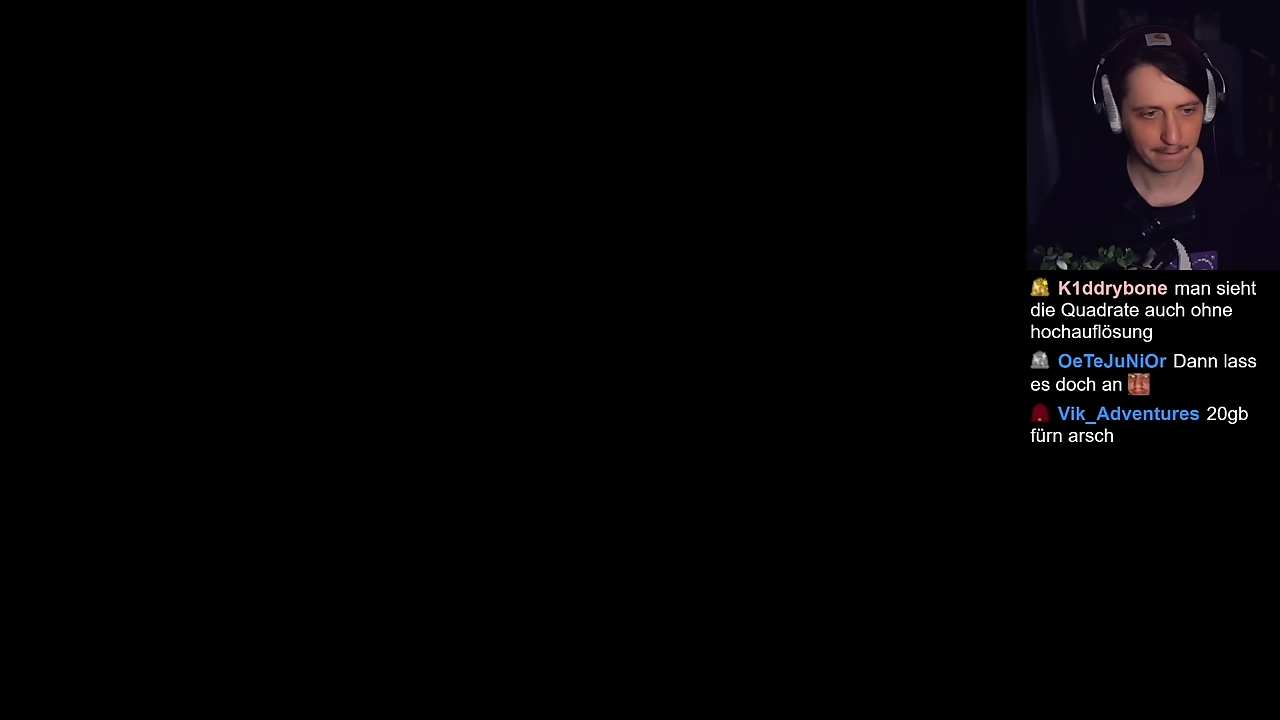 K1ddrybone man sieht
die Quadrate auch ohne
hochauflösung
OeTeJuNiOr Dann lass
es doch an
Vik_Adventures 20gb
fürn arsch